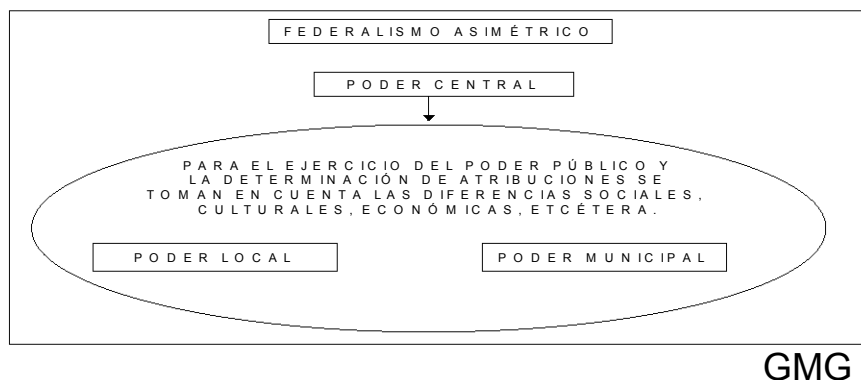 FEDERALISMO ASIMÉTRICO
PODER CENTRAL
PARA EL EJERCICIO DEL PODER PÚBLICO Y
LA DETERMINACIÓN DE ATRIBUCIONES SE
TOMAN EN CUENTA LAS DIFERENCIAS SOCIALES,
CULTURALES, ECONÓMICAS, ETCÉTERA.
PODER LOCAL
PODER MUNICIPAL
GMG